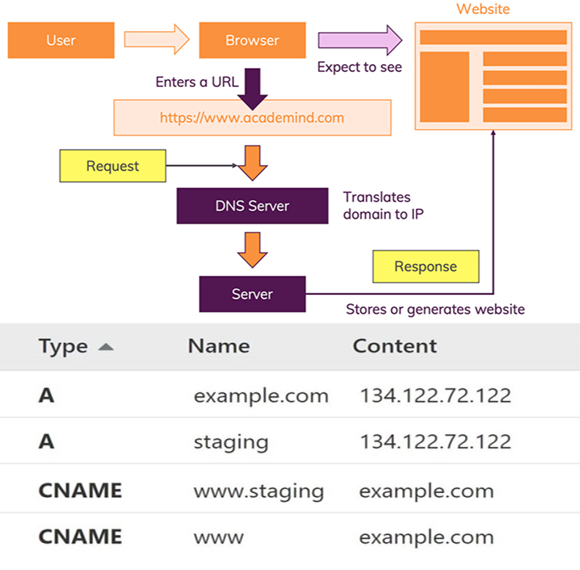 Website
User
Browser
Expect to see
Enters a URL
https://www.academind.com
Request
DNS Server
Translates
domain to IP
Response
Server
Stores or generates website
Type Name Content
A example.com 134.122.72.122
A staging 134.122.72.122
CNAME www.staging example.com
CNAME www example.com